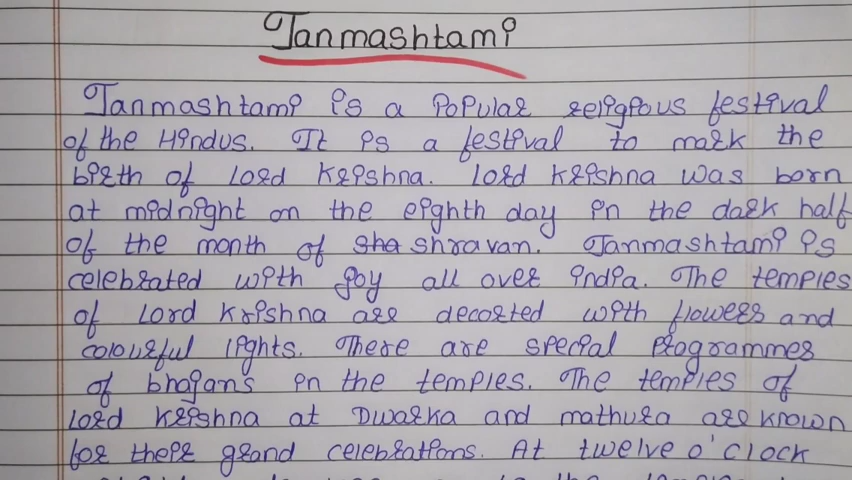 Janmashtami
Janmashtami is a Popular religious festival
of the Hindus. It is a festival to mark the
birth of Lord Krishna. Lord Krishna was born
at midnight on the eighth day in the dark half
of the month of sha shravan. Janmashtami is
celebrated with joy all over india. The temples
of Lord Krishna are decorted with flowers and
colourful lights. There are special programmes
of bhajans in the temples. The temples of
Lord Krishna at Dwarka and mathura are known
for their grand celebrations. At twelve o'clock